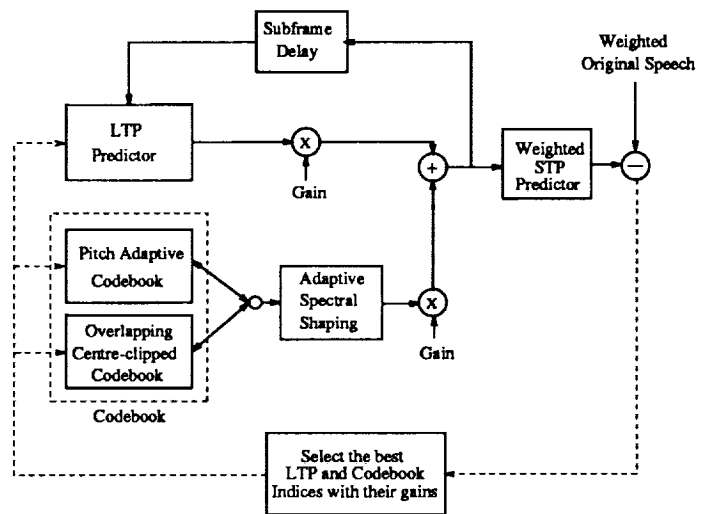 Subframe
Delay
Weighted
Original Speech
LTP
Predictor
X
Gain
+
Weighted
STP
Predictor
—
Pitch Adaptive
Codebook
Overlapping
Centre-clipped
Codebook
Codebook
Adaptive
Spectral
Shaping
X
Gain
Select the best
LTP and Codebook
Indices with their gains